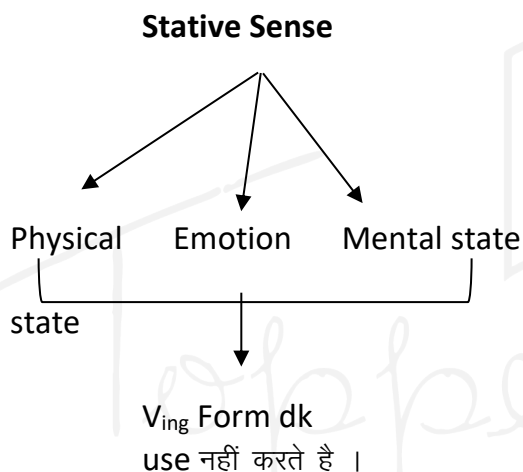 Stative Sense
Physical Emotion Mental state
state
Ving Form dk
use नहीं करते है ।